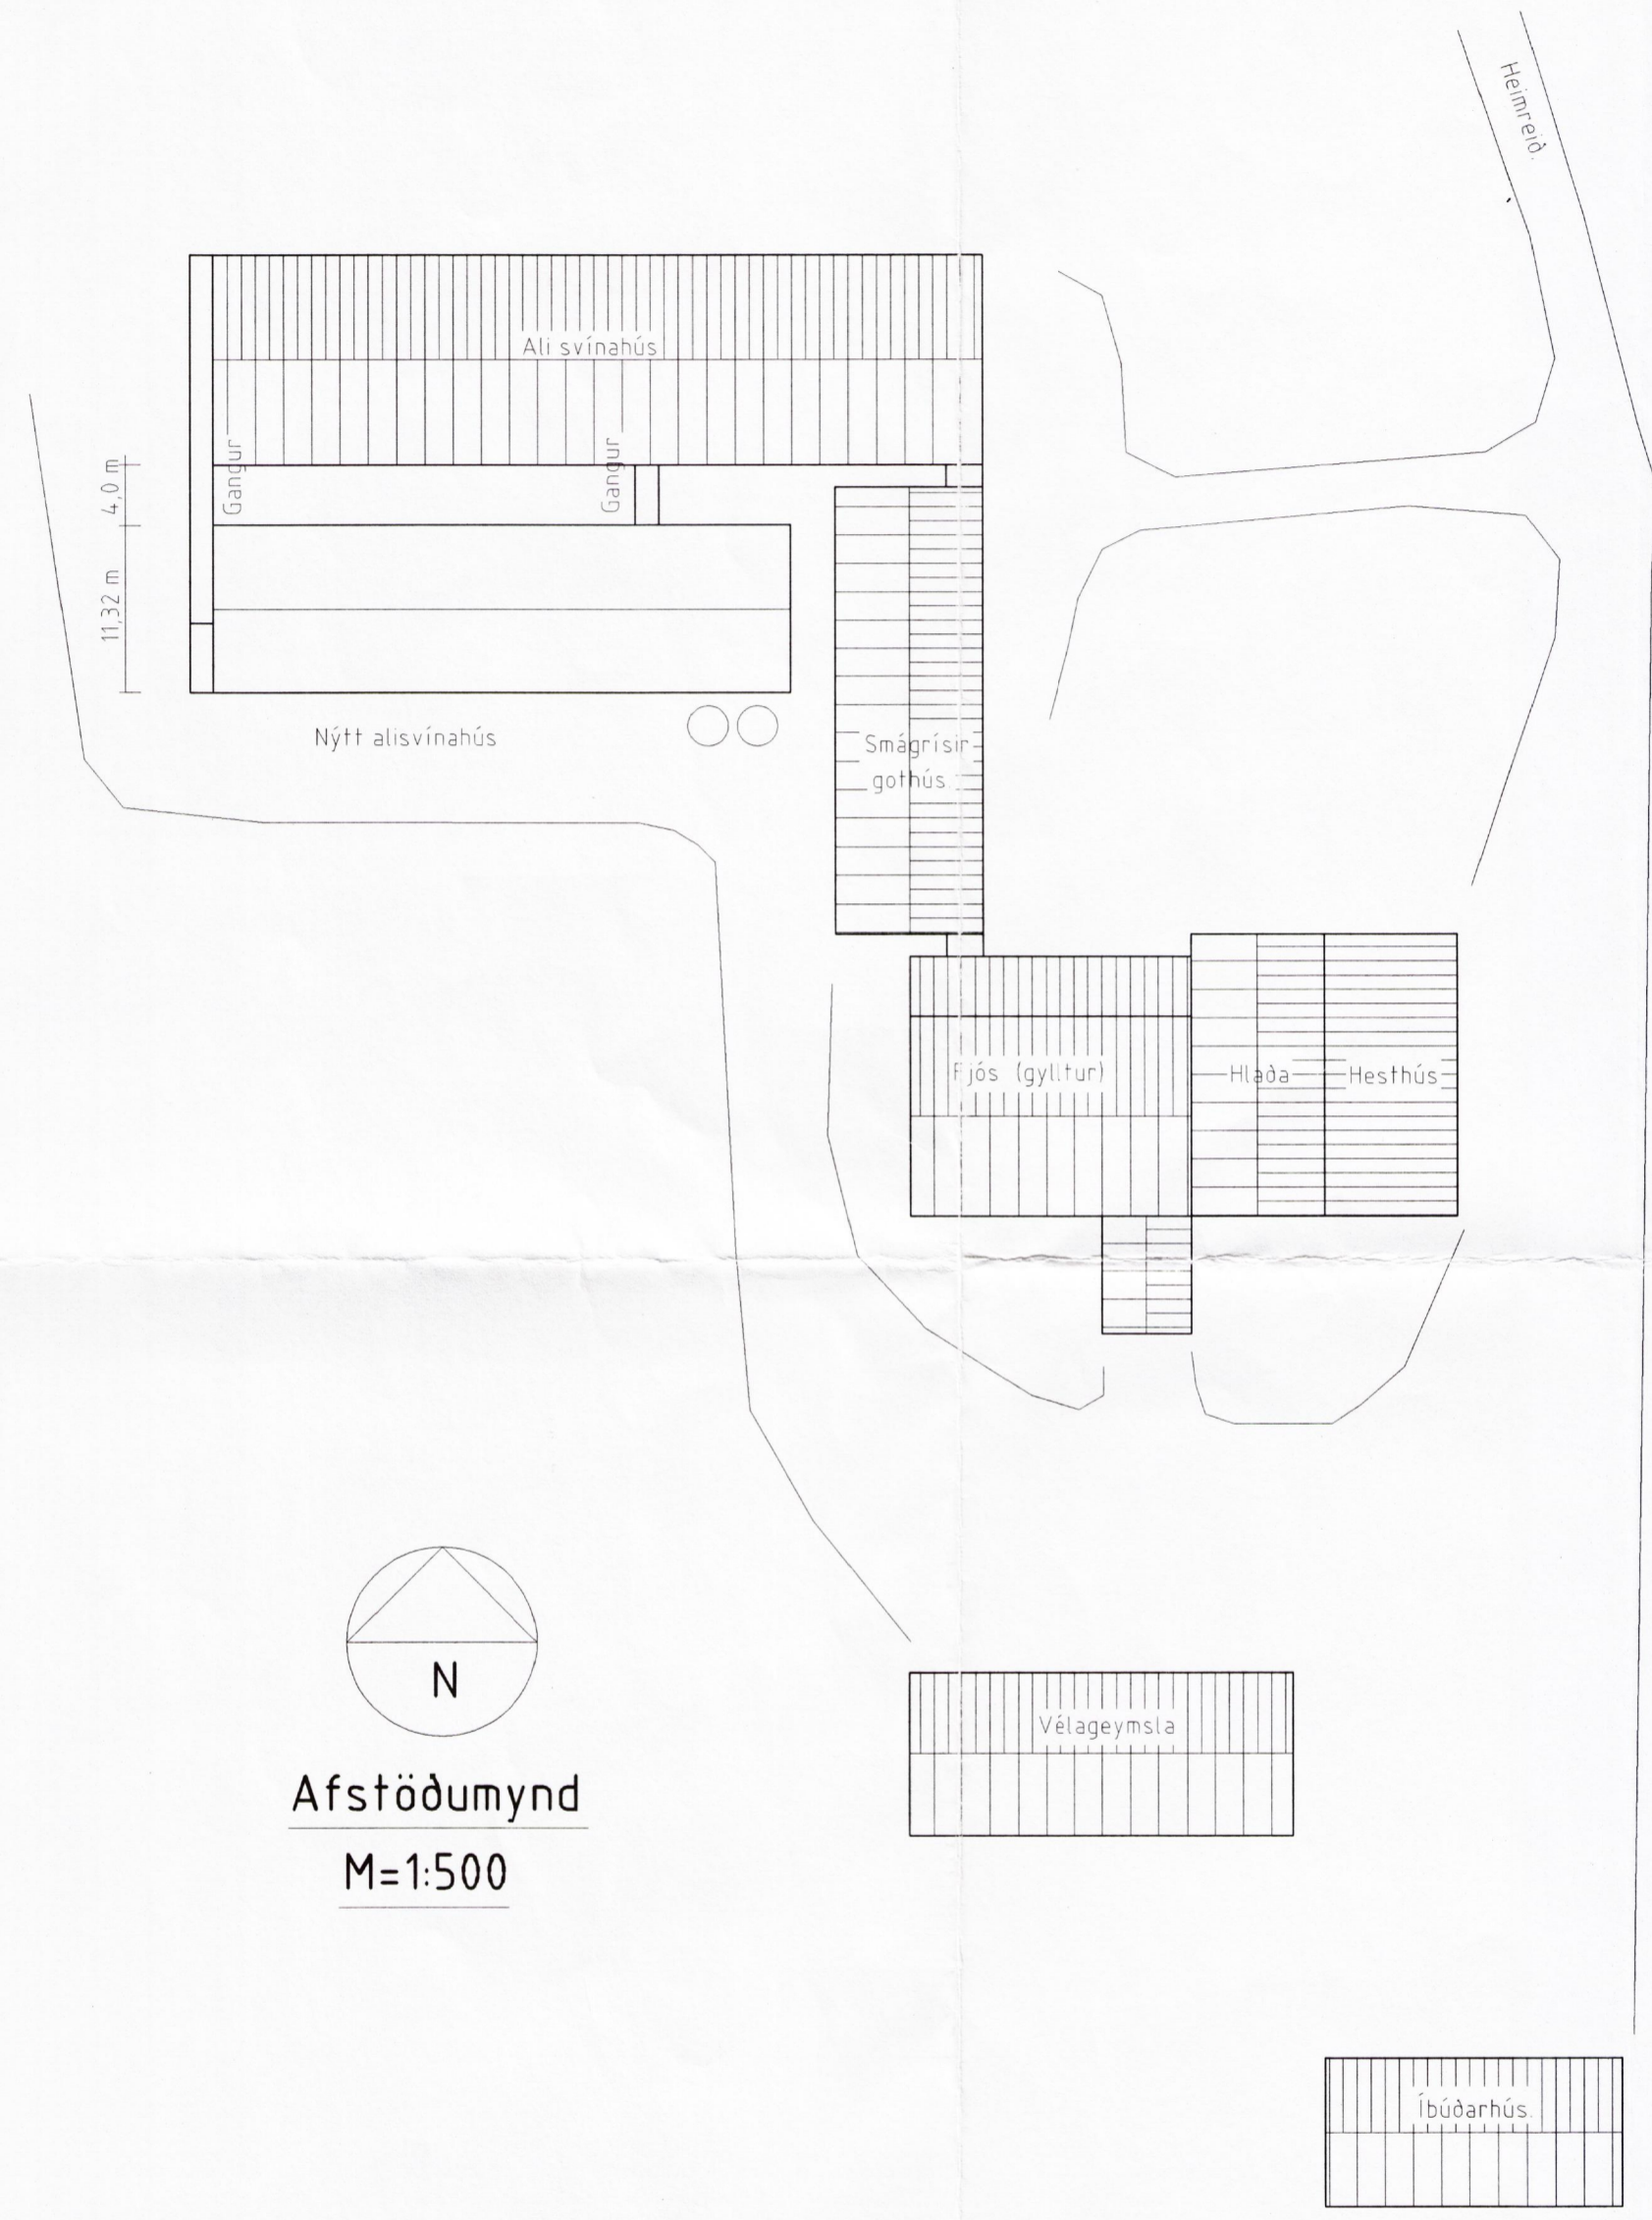 Heimreið.
Ali svínahús
Gangur
Gangur
4,0 m
11,32 m
Nýtt alisvínahús
Smágrísir
gothús.
Fjós (gylltur)
Hlaða
Hesthús
N
Afstöðumynd
M=1:500
Vélageymsla
Íbúðarhús.